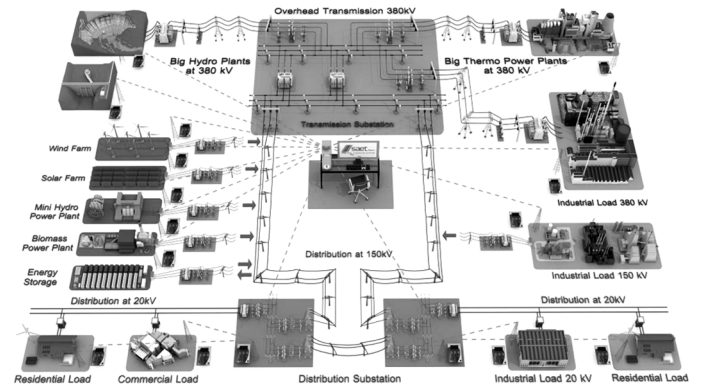 Overhead Transmission 380kV
Big Hydro Plants
at 380 kV
Big Thermo Power Plants
at 380 kV
Transmission Substation
saet
Wind Farm
Solar Farm
Mini Hydro
Power Plant
Biomass
Power Plant
Energy
Storage
Industrial Load 380 kV
Industrial Load 150 kV
Distribution at 150kV
Distribution at 20kV
Distribution at 20kV
Residential Load
Commercial Load
Distribution Substation
Industrial Load 20 kV
Residential Load